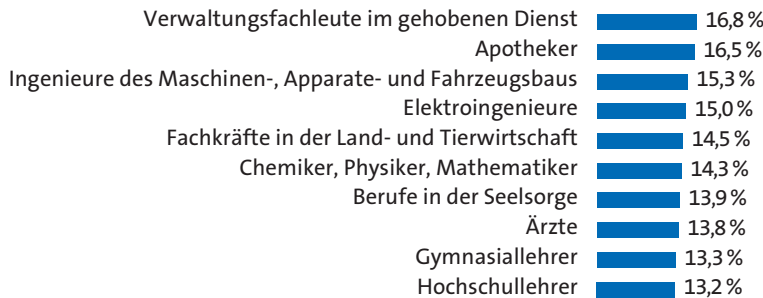 Verwaltungsfachleute im gehobenen Dienst 16,8 %
Apotheker 16,5 %
Ingenieure des Maschinen-, Apparate- und Fahrzeugsbaus 15,3 %
Elektroingenieure 15,0 %
Fachkräfte in der Land- und Tierwirtschaft 14,5 %
Chemiker, Physiker, Mathematiker 14,3 %
Berufe in der Seelsorge 13,9 %
Ärzte 13,8 %
Gymnasiallehrer 13,3 %
Hochschullehrer 13,2 %